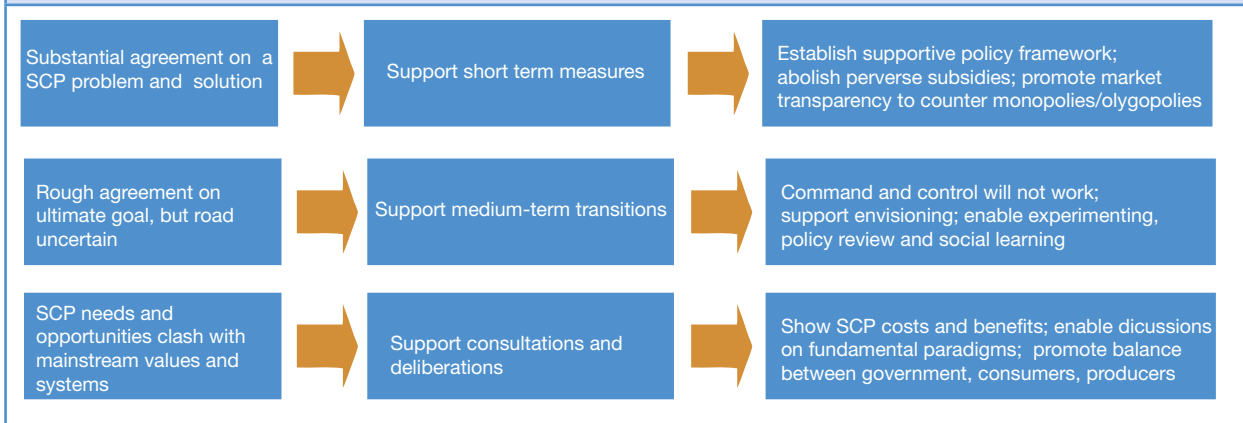 Substantial agreement on a
SCP problem and solution
Support short term measures
Establish supportive policy framework;
abolish perverse subsidies; promote market
transparency to counter monopolies/olygopolies
Rough agreement on
ultimate goal, but road
uncertain
Support medium-term transitions
Command and control will not work;
support envisioning; enable experimenting,
policy review and social learning
SCP needs and
opportunities clash with
mainstream values and
systems
Support consultations and
deliberations
Show SCP costs and benefits; enable dicussions
on fundamental paradigms; promote balance
between government, consumers, producers